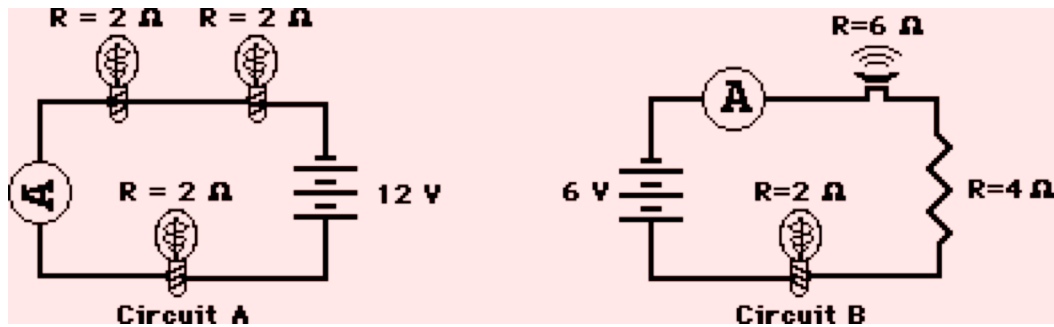 R = 2 Ω R = 2 Ω
A
R = 2 Ω
12 V
Circuit A
R=6 Ω
A
6 V
R=2 Ω
R=4 Ω
Circuit B